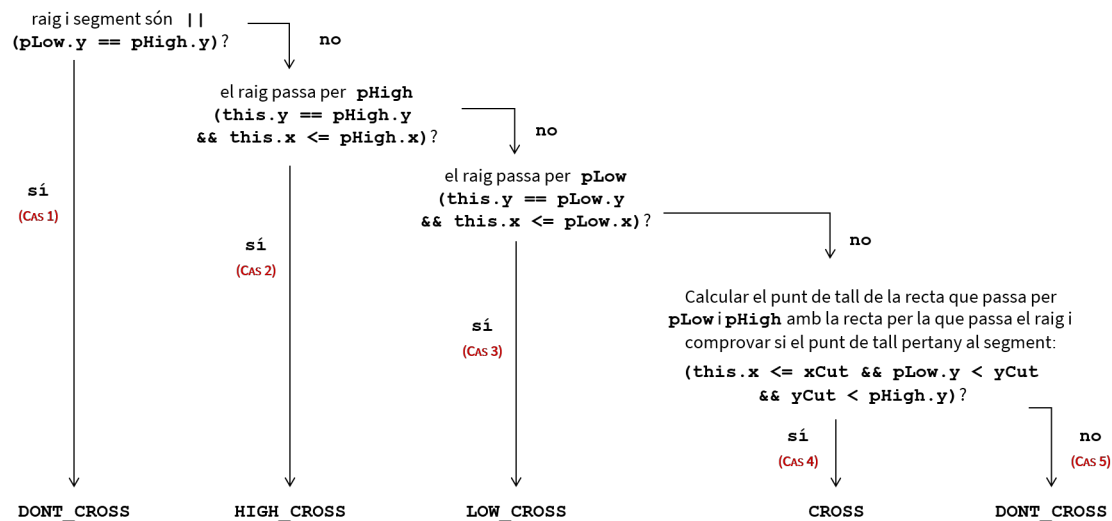 raig i segment són ||
(pLow.y == pHigh.y)?
no
el raig passa per pHigh
(this.y == pHigh.y
&& this.x <= pHigh.x)?
no
el raig passa per pLow
(this.y == pLow.y
&& this.x <= pLow.x)?
no
sí
(Cas 1)
sí
(Cas 2)
sí
(Cas 3)
Calcular el punt de tall de la recta que passa per
pLow i pHigh amb la recta per la que passa el raig i
comprovar si el punt de tall pertany al segment:
(this.x <= xCut && pLow.y < yCut
&& yCut < pHigh.y)?
sí
(Cas 4)
no
(Cas 5)
DONT_CROSS
HIGH_CROSS
LOW_CROSS
CROSS
DONT_CROSS